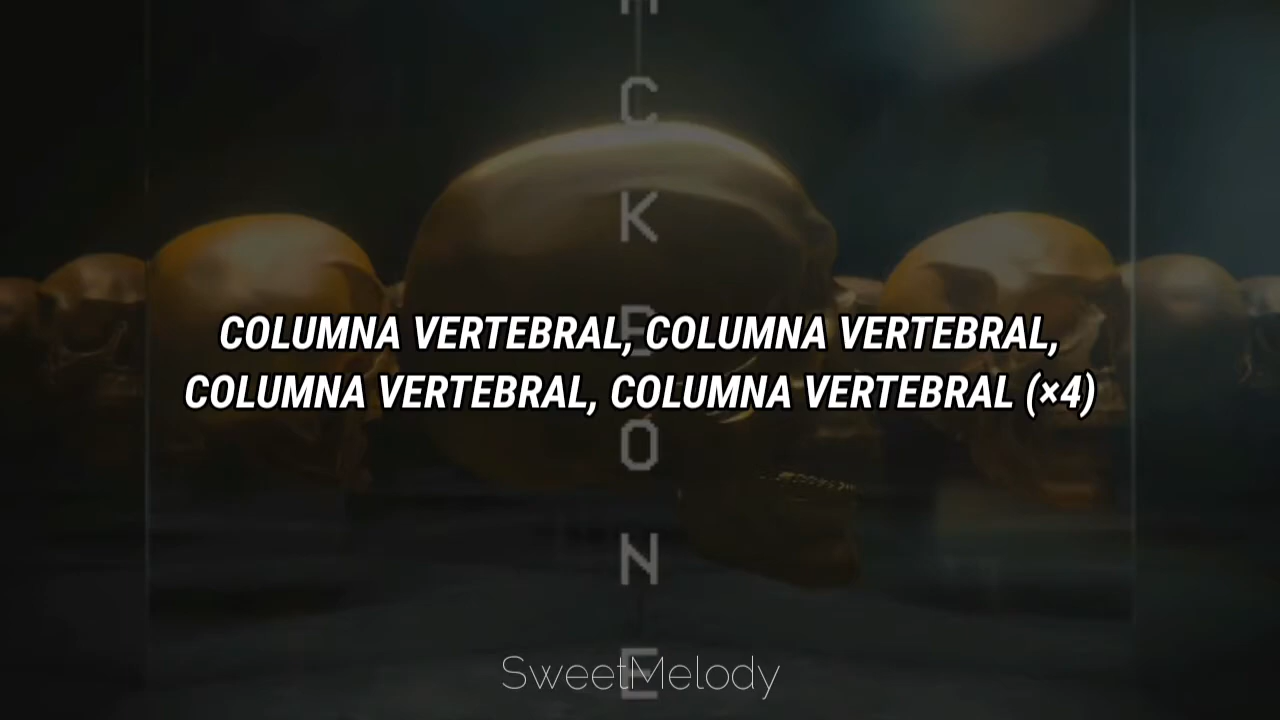 C
K
B
COLUMNA VERTEBRAL, COLUMNA VERTEBRAL,
COLUMNA VERTEBRAL, COLUMNA VERTEBRAL (×4)
O
N
E
SweetMelody